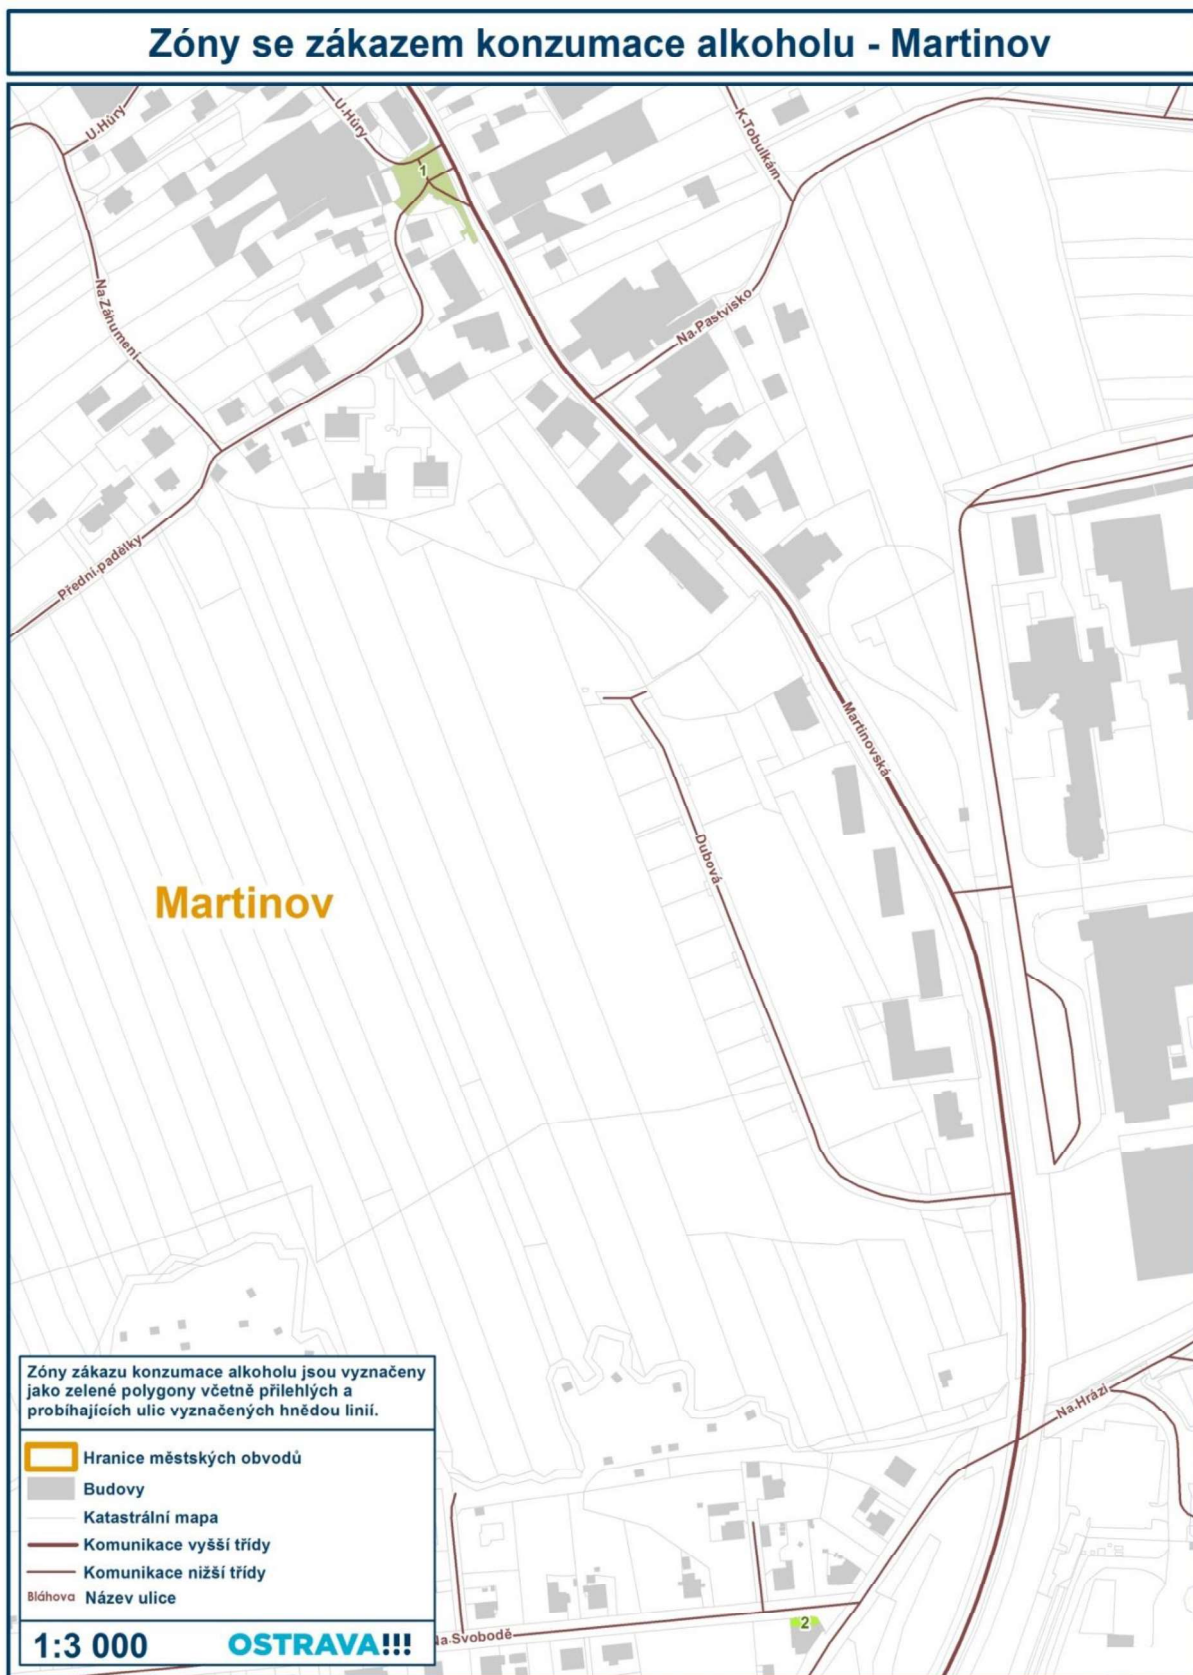 Zóny se zákazem konzumace alkoholu - Martinov
U Hůry
U Hůry
K Tobulkám
1
Na Záhumení
Na Pastvisko
Přední padělky
Martinovská
Dubová
Martinov
Na Hrázi
Zóny zákazu konzumace alkoholu jsou vyznačeny
jako zelené polygony včetně přilehlých a
probíhajících ulic vyznačených hnědou linií.
Hranice městských obvodů
Budovy
Katastrální mapa
Komunikace vyšší třídy
Komunikace nižší třídy
Bláhova Název ulice
1:3 000 OSTRAVA!!!
Na Svobodě
2